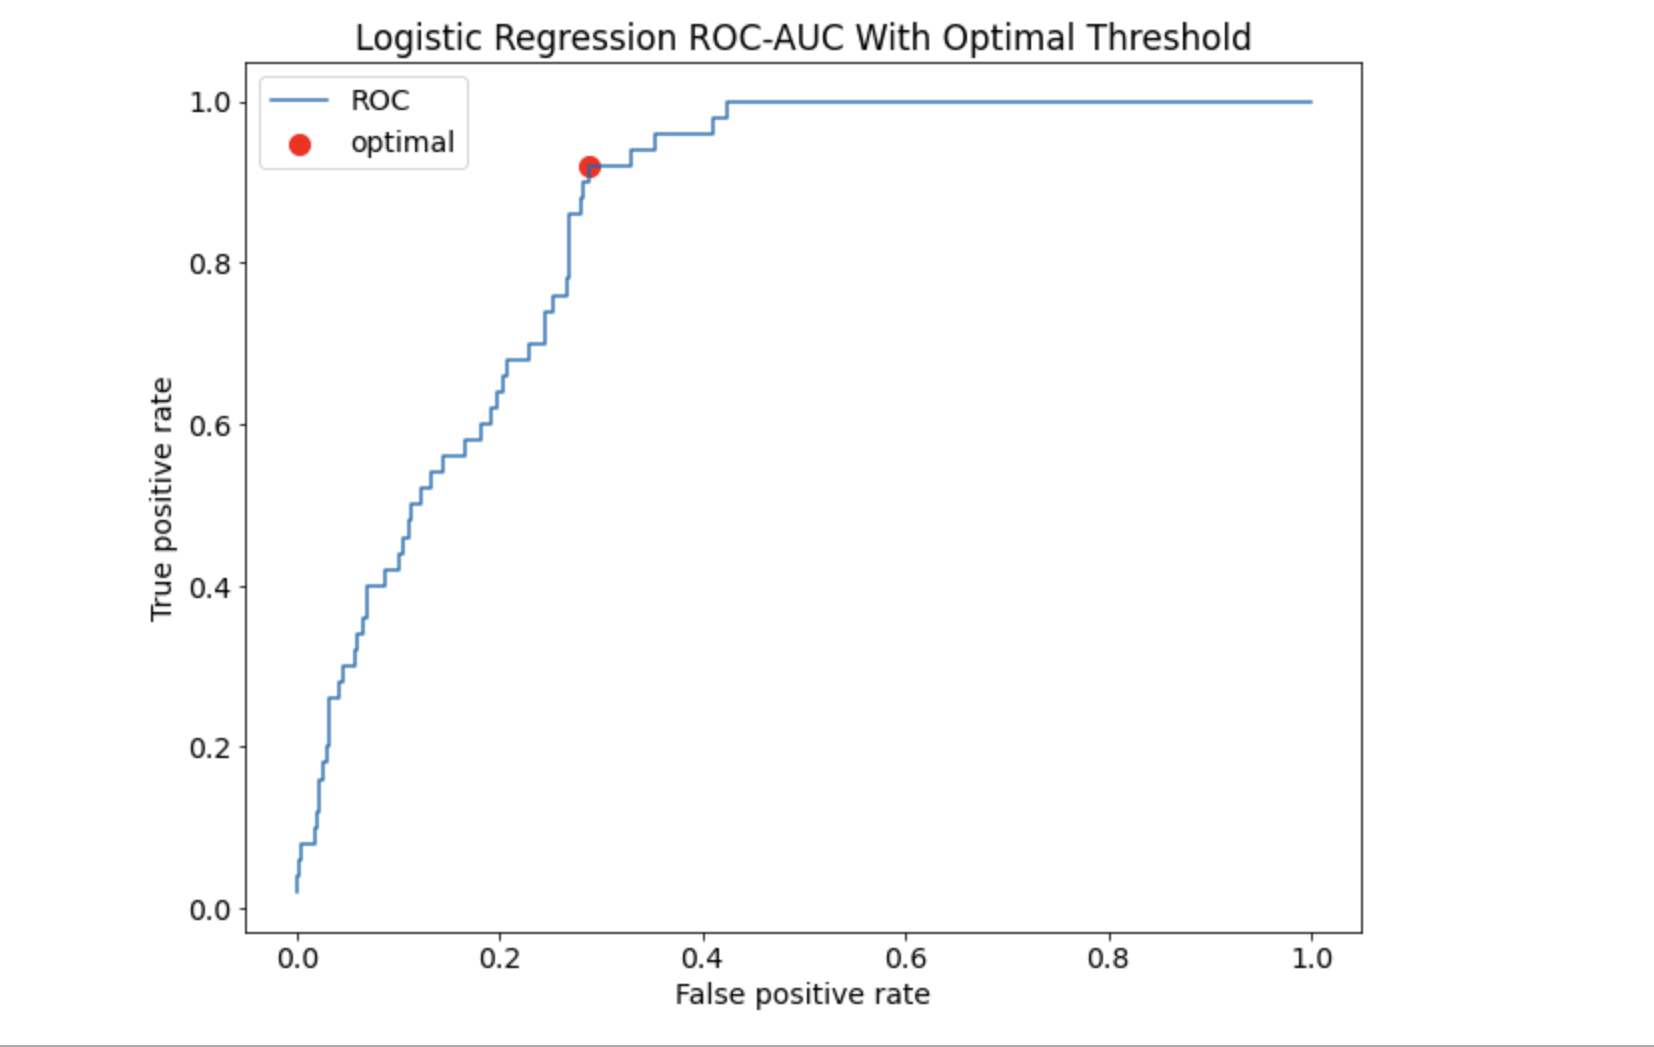 Logistic Regression ROC-AUC With Optimal Threshold
ROC
optimal
1.0
0.8
0.6
0.4
0.2
0.0
True positive rate
0.0 0.2 0.4 0.6 0.8 1.0
False positive rate